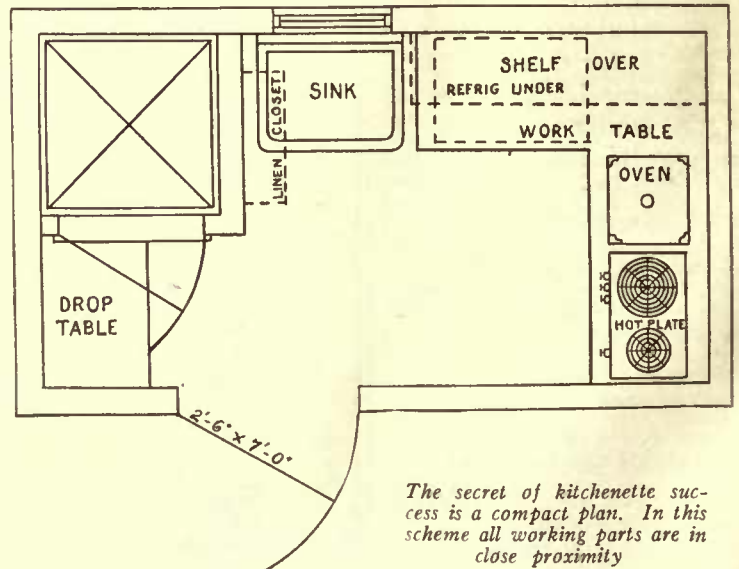 SHELF OVER
REFRIG UNDER
SINK
LINEN CLOSET
WORK TABLE
OVEN
DROP
TABLE
HOT PLATE
2'-6" x 7'-0"
The secret of kitchenette suc-
cess is a compact plan. In this
scheme all working parts are in
close proximity